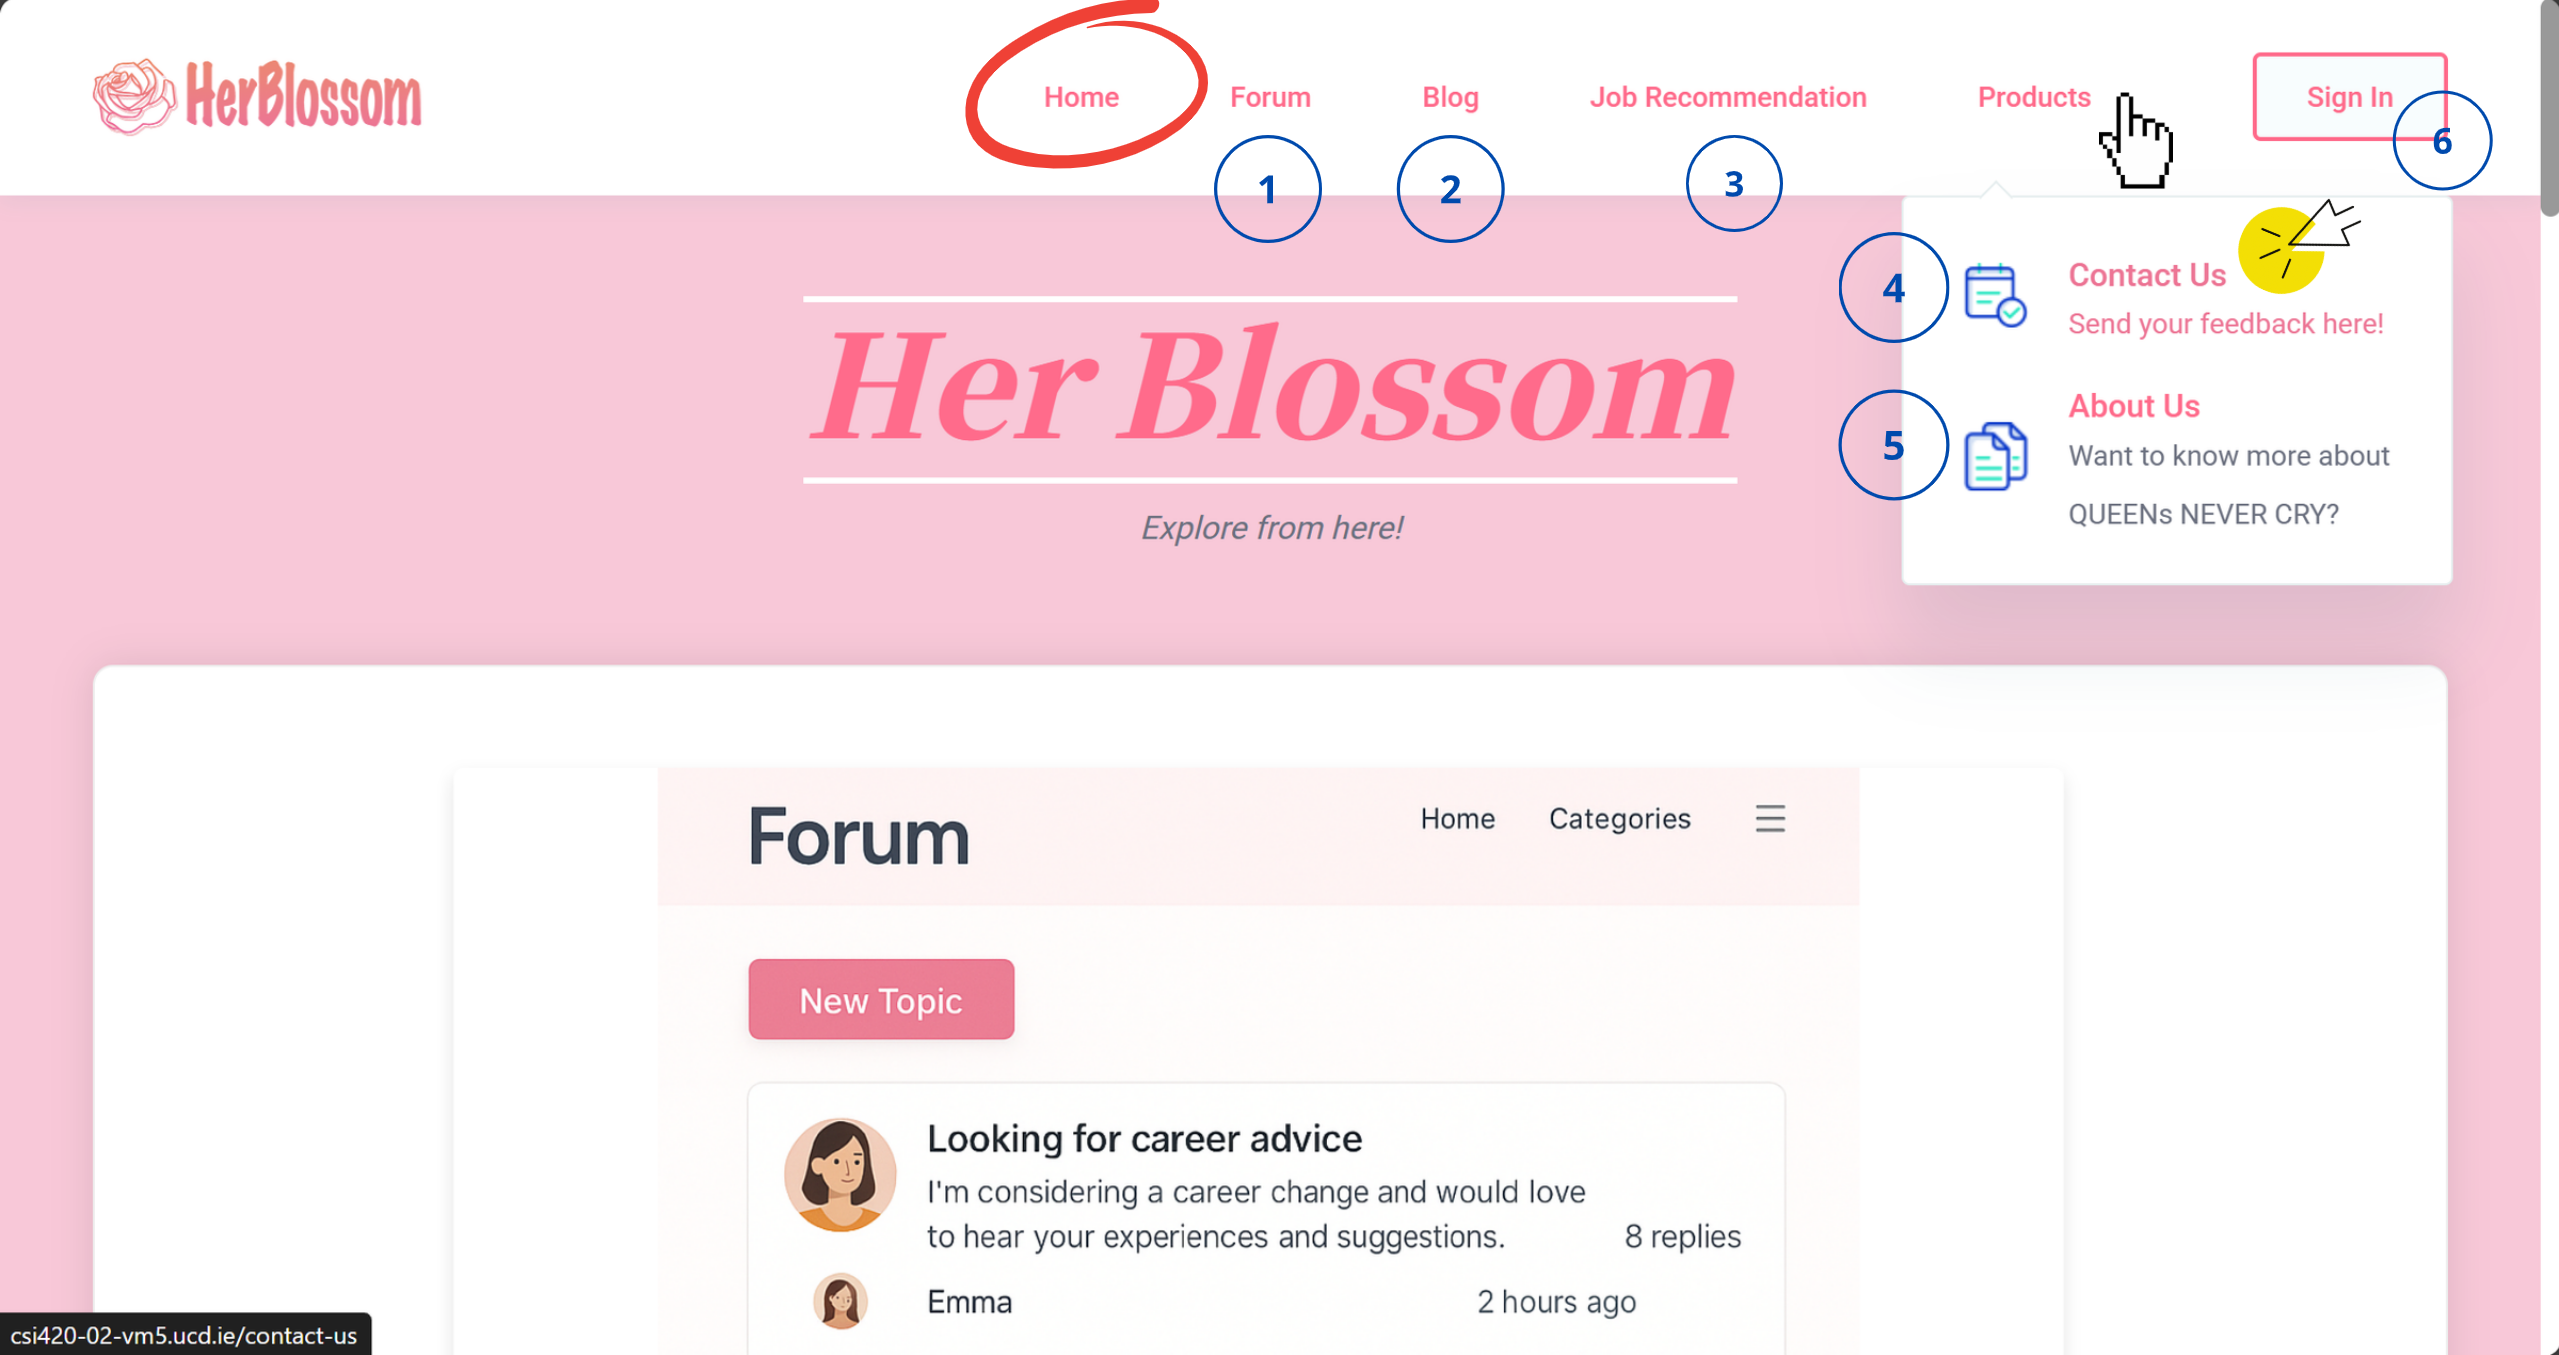 HerBlossom
Home
Forum
Blog
Job Recommendation
Products
Sign In
1
2
3
6
4
Contact Us
Send your feedback here!
5
About Us
Want to know more about
QUEENs NEVER CRY?
Her Blossom
Explore from here!
Forum
Home
Categories
New Topic
Looking for career advice
I'm considering a career change and would love
to hear your experiences and suggestions.
8 replies
Emma
2 hours ago
csi420-02-vm5.ucd.ie/contact-us